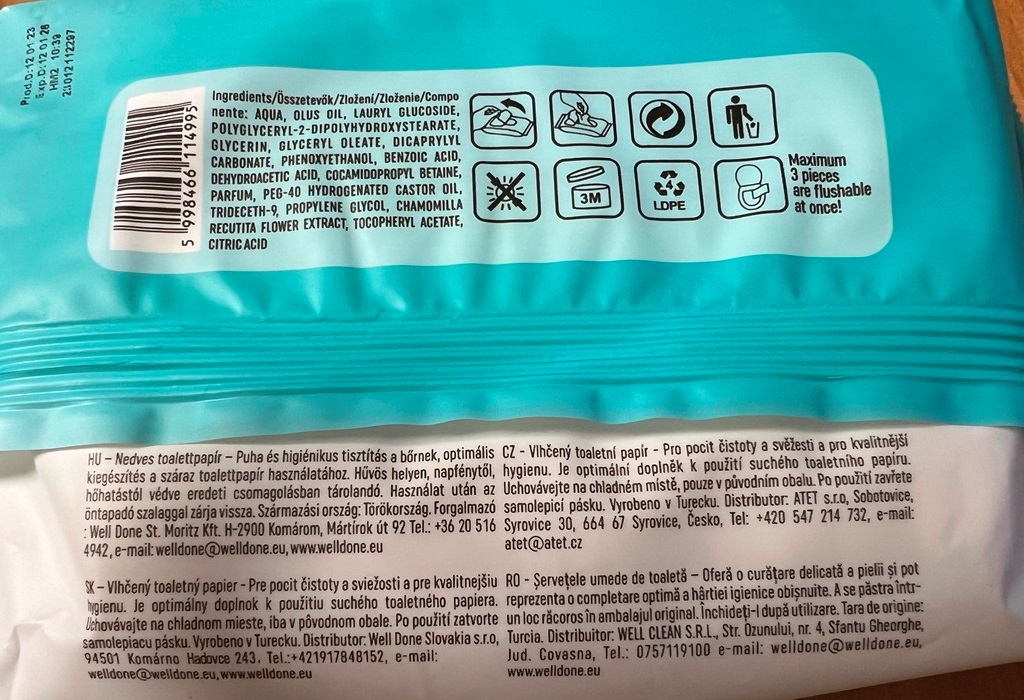 Prod.D:12 01 23
Exp.D:12 01 26
HM2 10:39
23012112297
5 998466 114995
Ingredients/Összetevők/Zložení/Zloženie/Compo
nente: AQUA, OLUS OIL, LAURYL GLUCOSIDE,
POLYGLYCERYL-2-DIPOLYHYDROXYSTEARATE,
GLYCERIN, GLYCERYL OLEATE, DICAPRYLYL
CARBONATE, PHENOXYETHANOL, BENZOIC ACID,
DEHYDROACETIC ACID, COCAMIDOPROPYL BETAINE,
PARFUM, PEG-40 HYDROGENATED CASTOR OIL,
TRIDECETH-9, PROPYLENE GLYCOL, CHAMOMILLA
RECUTITA FLOWER EXTRACT, TOCOPHERYL ACETATE,
CITRIC ACID
3M
4
LDPE
Maximum
3 pieces
are flushable
at once!
HU – Nedves toalettpapír – Puha és higiénikus tisztítás a bőrnek, optimális
kiegészítés a száraz toalettpapír használatához. Hűvös helyen, napfénytől,
hőhatástól védve eredeti csomagolásban tárolandó. Használat után az
öntapadó szalaggal zárja vissza. Származási ország: Törökország. Forgalmazó
: Well Done St. Moritz Kft. H-2900 Komárom, Mártírok út 92 Tel.: +36 20 516
4942, e-mail: welldone@welldone.eu, www.welldone.eu
CZ - Vlhčený toaletní papír - Pro pocit čistoty a svěžesti a pro kvalitnější
hygienu. Je optimální doplněk k použití suchého toaletního papíru.
Uchovávejte na chladném místě, pouze v původním obalu. Po použití zavřete
samolepicí pásku. Vyrobeno v Turecku. Distributor: ATET s.r.o, Sobotovice,
Syrovice 30, 664 67 Syrovice, Česko, Tel: +420 547 214 732, e-mail:
atet@atet.cz
SK – Vlhčený toaletný papier - Pre pocit čistoty a sviežosti a pre kvalitnejšiu
hygienu. Je optimálny doplnok k použitiu suchého toaletného papiera.
Uchovávajte na chladnom mieste, iba v pôvodnom obale. Po použití zatvorte
samolepiacu pásku. Vyrobeno v Turecku. Distributor: Well Done Slovakia s.r.o,
94501 Komárno Hadovce 243. Tel.:+421917848152, e-mail:
welldone@welldone.eu, www.welldone.eu
RO - Șervețele umede de toaletă – Oferă o curățare delicată a pielii și pot
reprezenta o completare optimă a hârtiei igienice obișnuite. A se păstra într-
un loc răcoros în ambalajul original. Închideți-l după utilizare. Tara de origine:
Turcia. Distribuitor: WELL CLEAN S.R.L., Str. Ozunului, nr. 4, Sfantu Gheorghe,
Jud. Covasna, Tel.: 0757119100 e-mail: welldone@welldone.eu,
www.welldone.eu